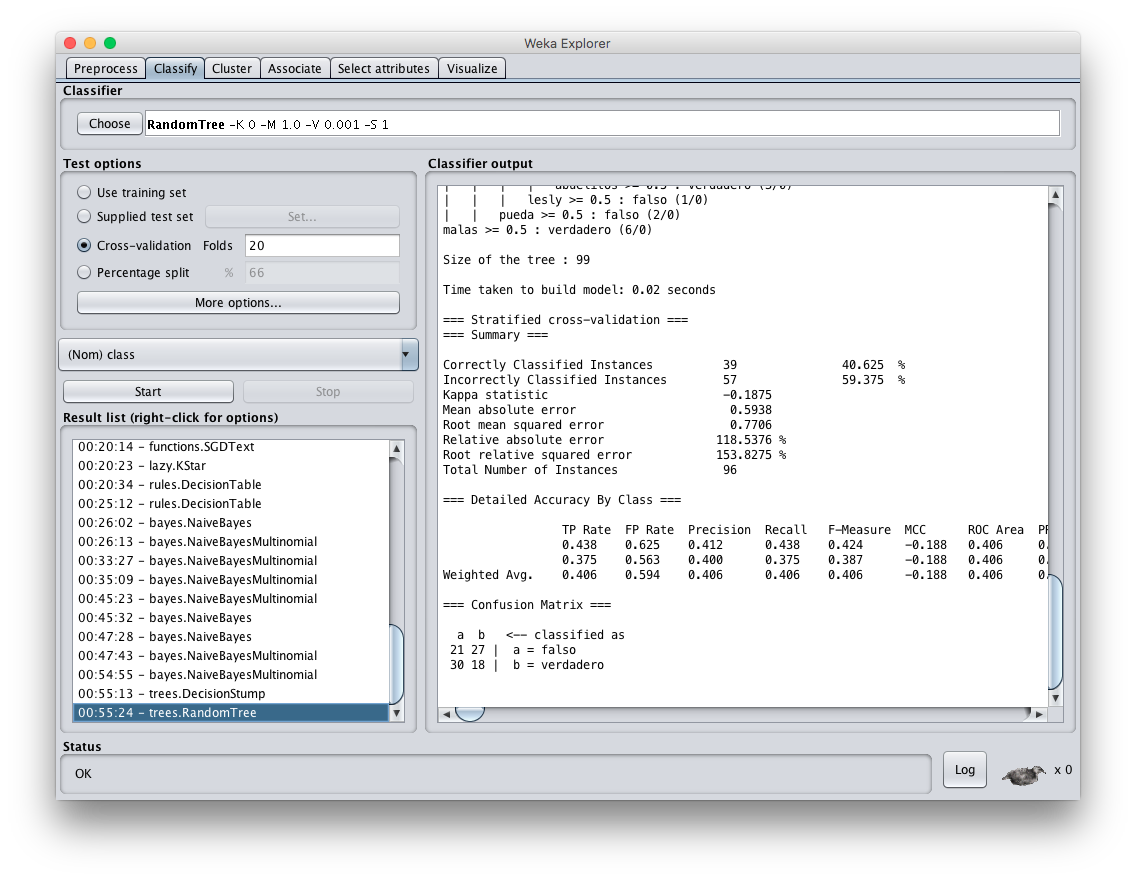 Weka Explorer
Preprocess Classify Cluster Associate Select attributes Visualize
Classifier
Choose RandomTree -K 0 -M 1.0 -V 0.001 -S 1
Test options
Use training set
Supplied test set Set...
Cross-validation Folds 20
Percentage split % 66
More options...
(Nom) class
Start Stop
Result list (right-click for options)
00:20:14 - functions.SGDText
00:20:23 - lazy.KStar
00:20:34 - rules.DecisionTable
00:25:12 - rules.DecisionTable
00:26:02 - bayes.NaiveBayes
00:26:13 - bayes.NaiveBayesMultinomial
00:33:27 - bayes.NaiveBayesMultinomial
00:35:09 - bayes.NaiveBayesMultinomial
00:45:23 - bayes.NaiveBayesMultinomial
00:45:32 - bayes.NaiveBayes
00:47:28 - bayes.NaiveBayes
00:47:43 - bayes.NaiveBayesMultinomial
00:54:55 - bayes.NaiveBayesMultinomial
00:55:13 - trees.DecisionStump
00:55:24 - trees.RandomTree
Classifier output
| | | | abuelitos >= 0.5 : verdadero (3/0)
| | | lesly >= 0.5 : falso (1/0)
| | pueda >= 0.5 : falso (2/0)
malas >= 0.5 : verdadero (6/0)
Size of the tree : 99
Time taken to build model: 0.02 seconds
=== Stratified cross-validation ===
=== Summary ===
Correctly Classified Instances 39 40.625 %
Incorrectly Classified Instances 57 59.375 %
Kappa statistic -0.1875
Mean absolute error 0.5938
Root mean squared error 0.7706
Relative absolute error 118.5376 %
Root relative squared error 153.8275 %
Total Number of Instances 96
=== Detailed Accuracy By Class ===
TP Rate FP Rate Precision Recall F-Measure MCC ROC Area PR
0.438 0.625 0.412 0.438 0.424 -0.188 0.406 0.
0.375 0.563 0.400 0.375 0.387 -0.188 0.406 0.
Weighted Avg. 0.406 0.594 0.406 0.406 0.406 -0.188 0.406 0.
=== Confusion Matrix ===
a b <-- classified as
21 27 | a = falso
30 18 | b = verdadero
Status
OK
Log
x 0